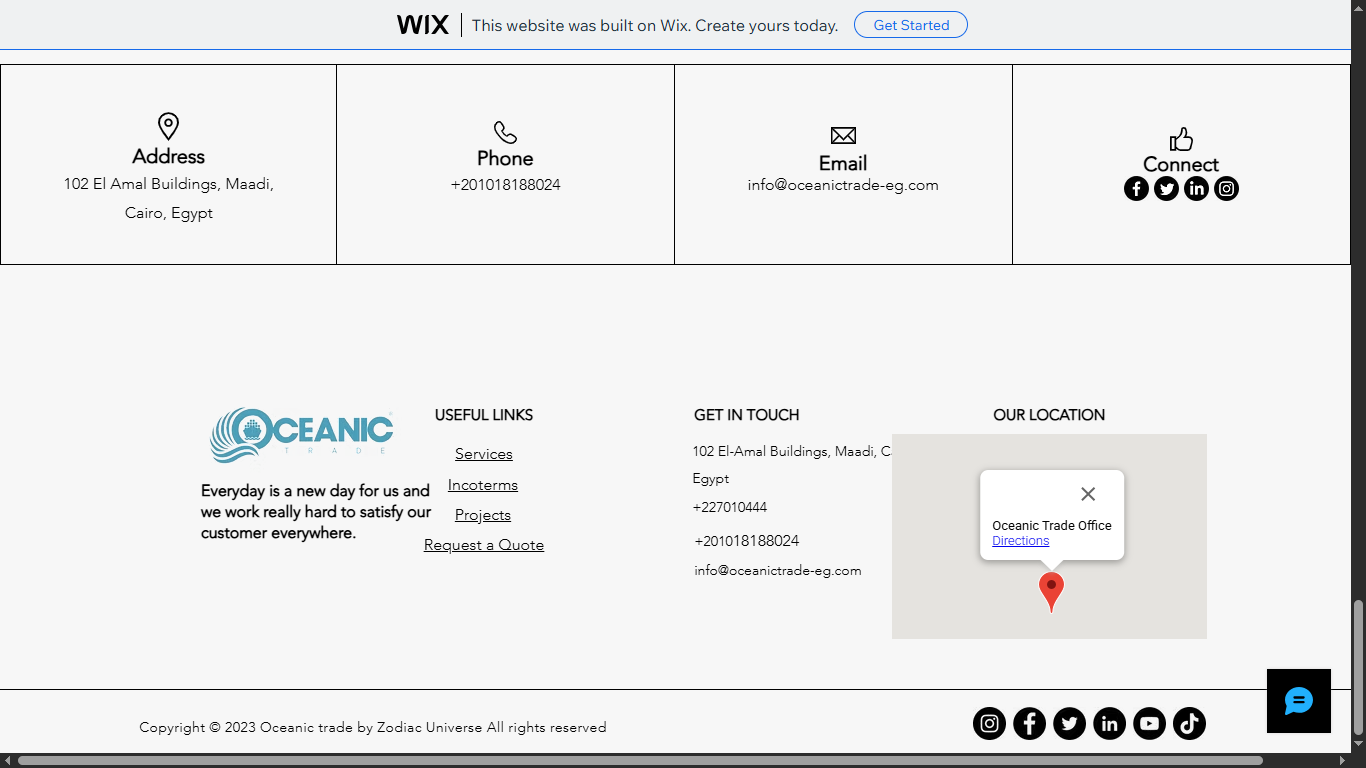 WIX
This website was built on Wix. Create yours today.
Get Started
Address
102 El Amal Buildings, Maadi,
Cairo, Egypt
Phone
+201018188024
Email
info@oceanictrade-eg.com
Connect
OCEANIC
TRADE
Everyday is a new day for us and
we work really hard to satisfy our
customer everywhere.
USEFUL LINKS
Services
Incoterms
Projects
Request a Quote
GET IN TOUCH
102 El-Amal Buildings, Maadi,
Egypt
+227010444
+201018188024
info@oceanictrade-eg.com
OUR LOCATION
Oceanic Trade Office
Directions
Copyright © 2023 Oceanic trade by Zodiac Universe All rights reserved